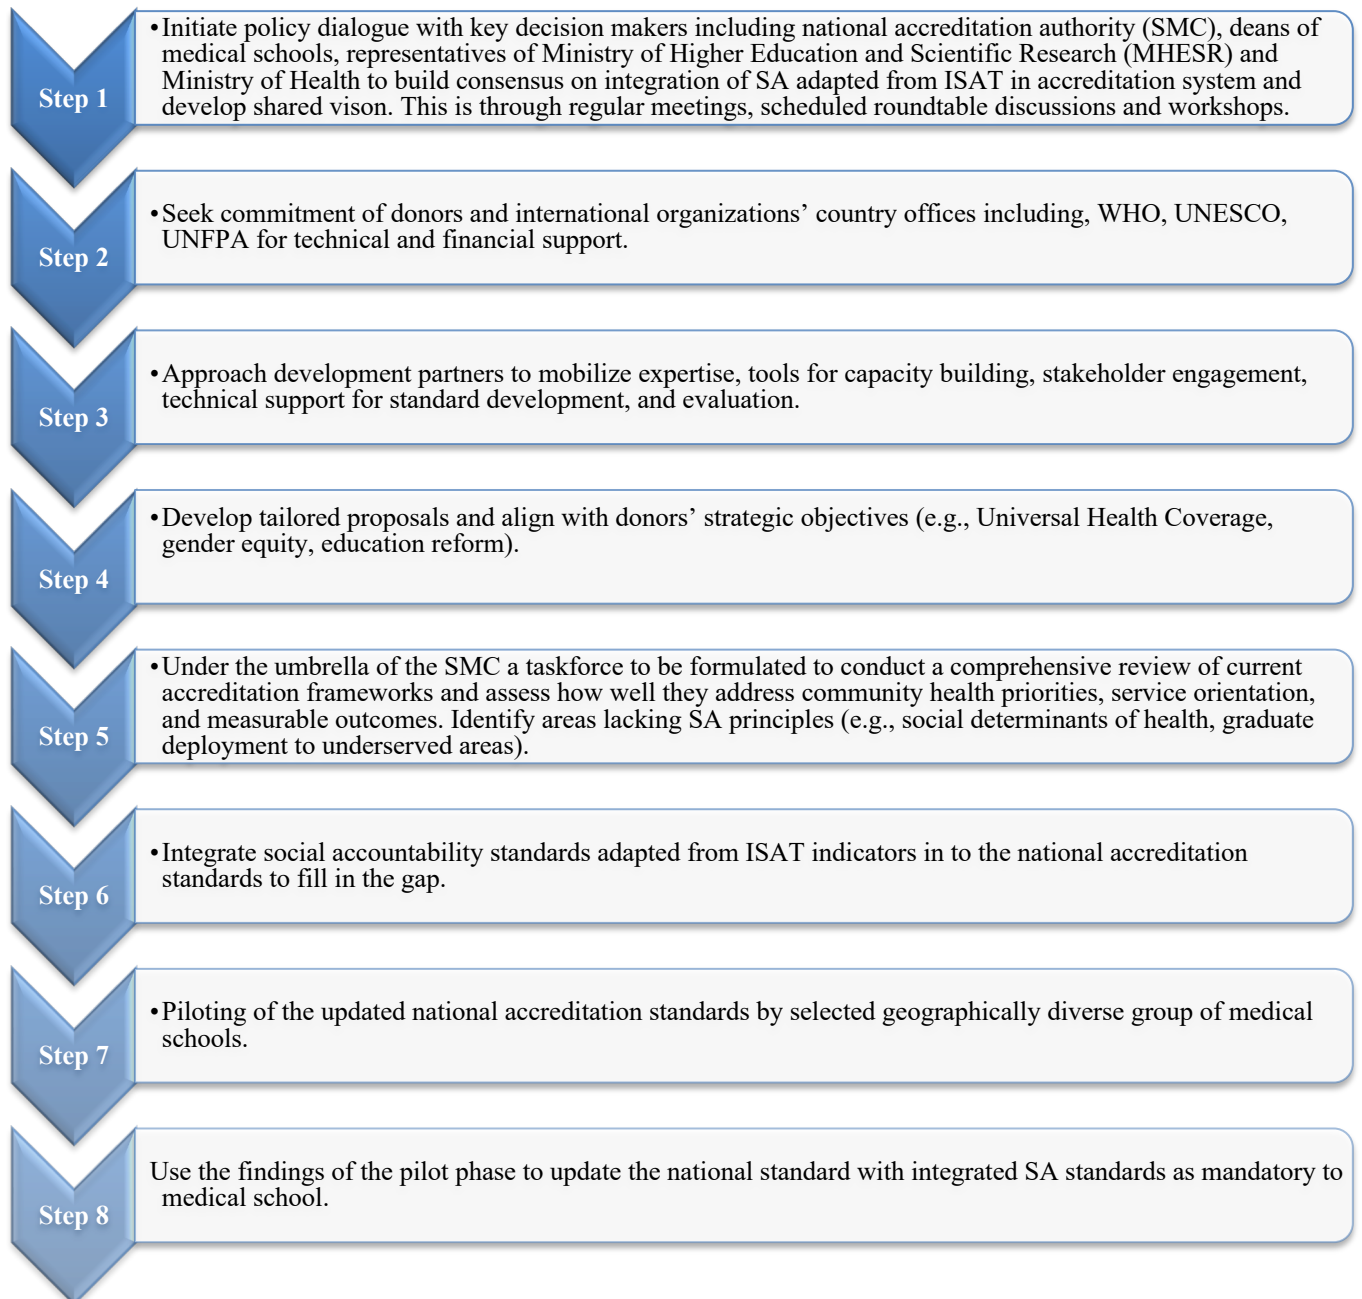 •Initiate policy dialogue with key decision makers including national accreditation authority (SMC), deans of
medical schools, representatives of Ministry of Higher Education and Scientific Research (MHESR) and
Ministry of Health to build consensus on integration of SA adapted from ISAT in accreditation system and
develop shared vison. This is through regular meetings, scheduled roundtable discussions and workshops.
Step 1
•Seek commitment of donors and international organizations’ country offices including, WHO, UNESCO,
UNFPA for technical and financial support.
Step 2
•Approach development partners to mobilize expertise, tools for capacity building, stakeholder engagement,
technical support for standard development, and evaluation.
Step 3
•Develop tailored proposals and align with donors’ strategic objectives (e.g., Universal Health Coverage,
gender equity, education reform).
Step 4
•Under the umbrella of the SMC a taskforce to be formulated to conduct a comprehensive review of current
accreditation frameworks and assess how well they address community health priorities, service orientation,
and measurable outcomes. Identify areas lacking SA principles (e.g., social determinants of health, graduate
deployment to underserved areas).
Step 5
•Integrate social accountability standards adapted from ISAT indicators in to the national accreditation
standards to fill in the gap.
Step 6
•Piloting of the updated national accreditation standards by selected geographically diverse group of medical
schools.
Step 7
Use the findings of the pilot phase to update the national standard with integrated SA standards as mandatory to
medical school.
Step 8